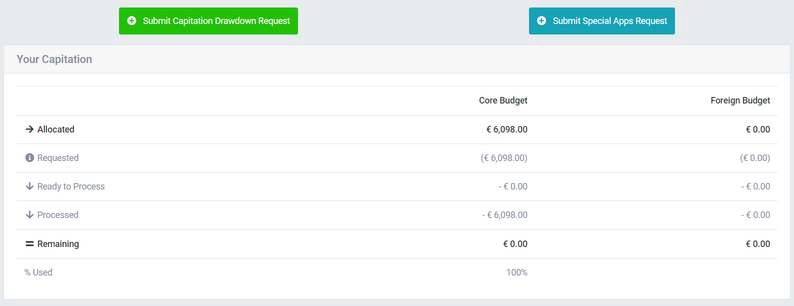 Submit Capitation Drawdown Request Submit Special Apps Request
Your Capitation
Core Budget Foreign Budget
Allocated € 6,098.00 € 0.00
Requested (€ 6,098.00) (€ 0.00)
Ready to Process - € 0.00 - € 0.00
Processed - € 6,098.00 - € 0.00
Remaining € 0.00 € 0.00
% Used 100%